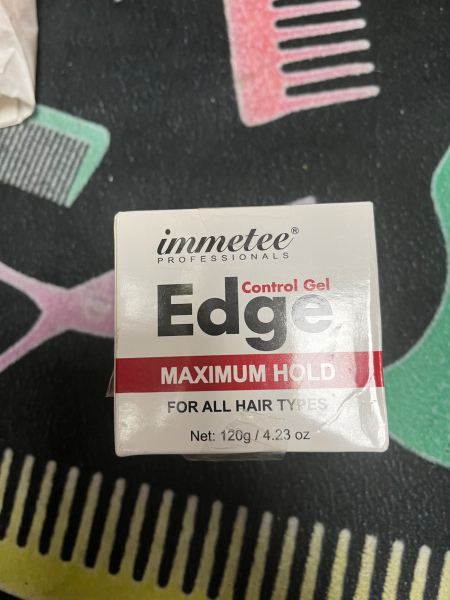 immetee®
PROFESSIONALS
Control Gel
Edge
MAXIMUM HOLD
FOR ALL HAIR TYPES
Net: 120g / 4.23 oz